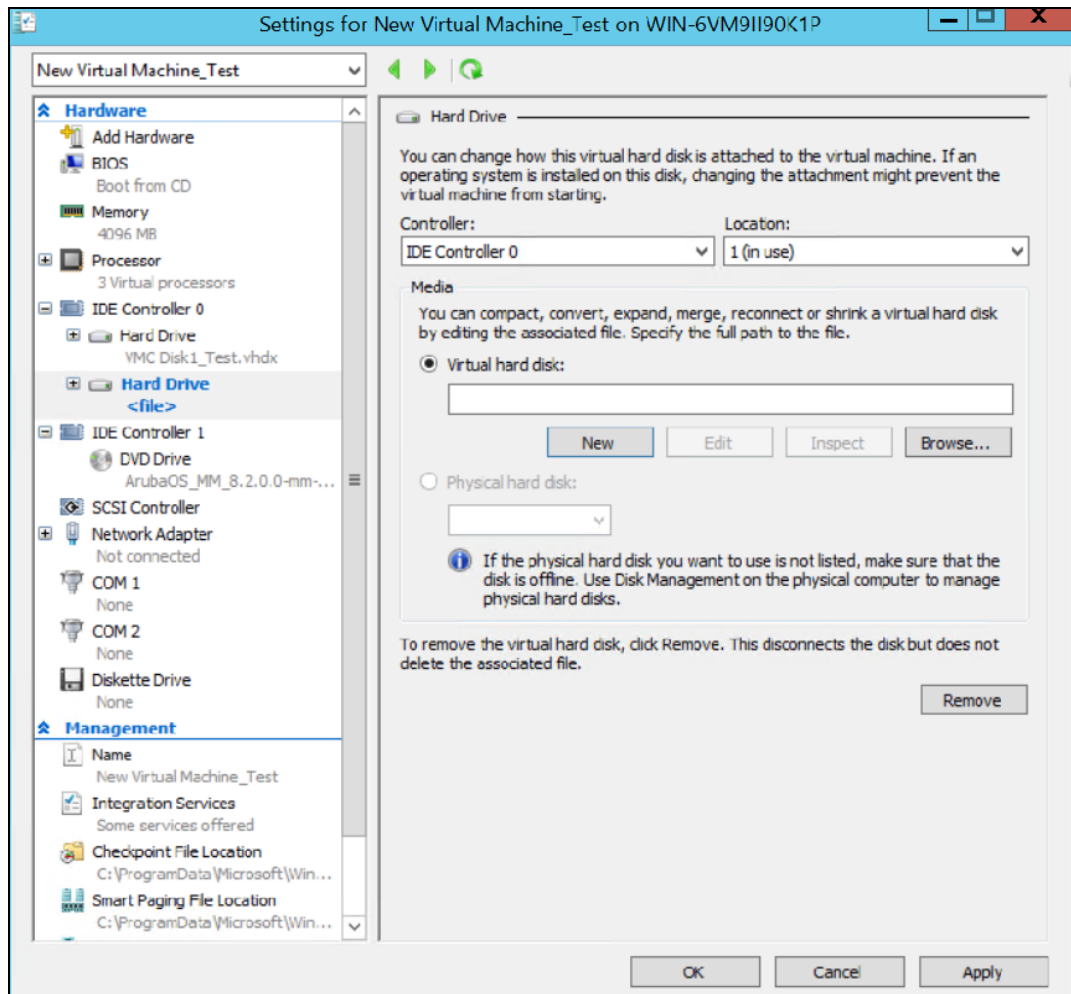 Settings for New Virtual Machine_Test on WIN-6VM9II90K1P
New Virtual Machine_Test
Hardware
Add Hardware
BIOS
Boot from CD
Memory
4096 MB
Processor
3 Virtual processors
IDE Controller 0
Hard Drive
VMC Disk1_Test.vhdx
Hard Drive
<file>
IDE Controller 1
DVD Drive
ArubaOS_MM_8.2.0.0-mm-...
SCSI Controller
Network Adapter
Not connected
COM 1
None
COM 2
None
Diskette Drive
None
Management
Name
New Virtual Machine_Test
Integration Services
Some services offered
Checkpoint File Location
C:\ProgramData\Microsoft\Win...
Smart Paging File Location
C:\ProgramData\Microsoft\Win...
Hard Drive
You can change how this virtual hard disk is attached to the virtual machine. If an
operating system is installed on this disk, changing the attachment might prevent the
virtual machine from starting.
Controller: Location:
IDE Controller 0 1 (in use)
Media
You can compact, convert, expand, merge, reconnect or shrink a virtual hard disk
by editing the associated file. Specify the full path to the file.
Virtual hard disk:
New Edit Inspect Browse...
Physical hard disk:
If the physical hard disk you want to use is not listed, make sure that the
disk is offline. Use Disk Management on the physical computer to manage
physical hard disks.
To remove the virtual hard disk, click Remove. This disconnects the disk but does not
delete the associated file.
Remove
OK Cancel Apply